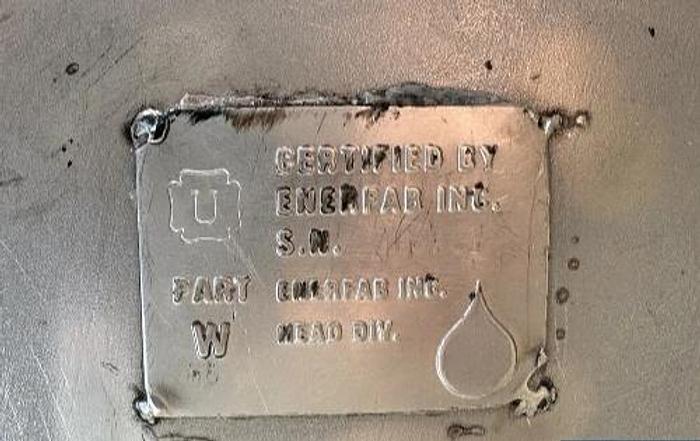 CERTIFIED BY
ENERFAB INC.
U
S.N.
PART
ENERFAB INC.
W
HEAD DIV.